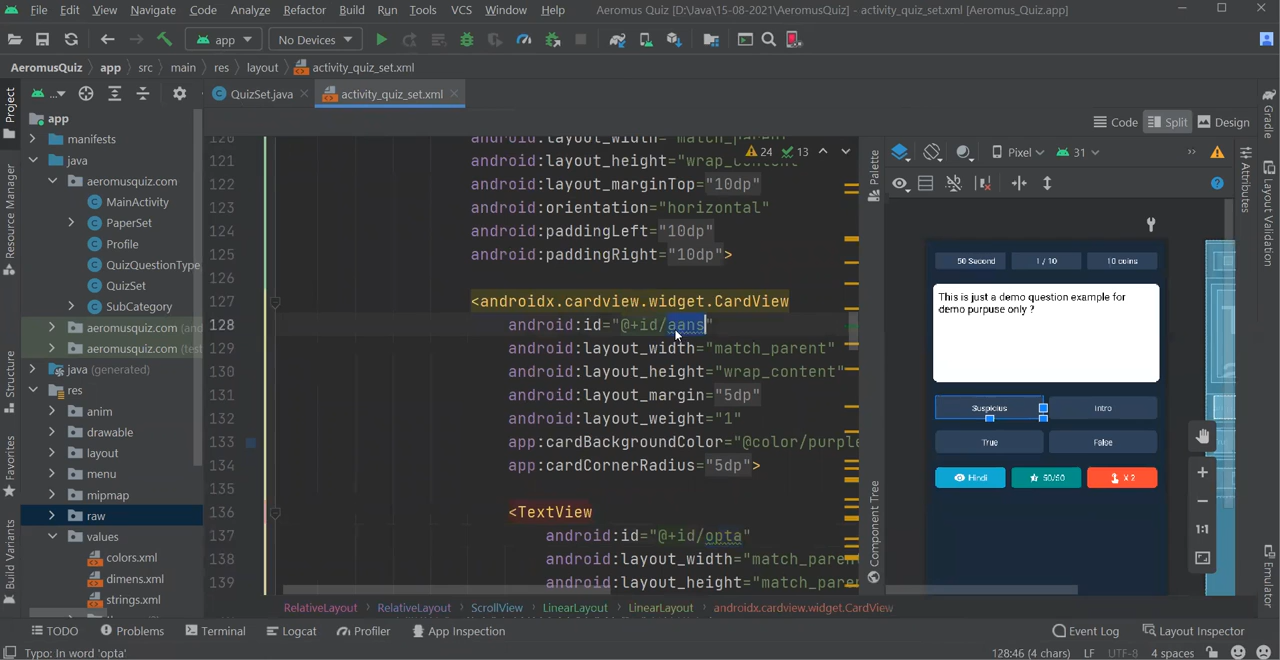 File Edit View Navigate Code Analyze Refactor Build Run Tools VCS Window Help Aeromus Quiz [D:\Java\15-08-2021\AeromusQuiz] - activity_quiz_set.xml [Aeromus_Quiz.app]
app No Devices
AeromusQuiz app src main res layout activity_quiz_set.xml
QuizSet.java activity_quiz_set.xml
Code Split Design
Project
Resource Manager
Structure
Favorites
Build Variants
app
manifests
java
aeromusquiz.com
MainActivity
PaperSet
Profile
QuizQuestionType
QuizSet
SubCategory
aeromusquiz.com (and
aeromusquiz.com (test
java (generated)
res
anim
drawable
layout
menu
mipmap
raw
values
colors.xml
dimens.xml
strings.xml
24 13
120 android:layout_width="match_parent"
121 android:layout_height="wrap_content"
122 android:layout_marginTop="10dp"
123 android:orientation="horizontal"
124 android:paddingLeft="10dp"
125 android:paddingRight="10dp">
126
127 <androidx.cardview.widget.CardView
128 android:id="@+id/aans"
129 android:layout_width="match_parent"
130 android:layout_height="wrap_content"
131 android:layout_margin="5dp"
132 android:layout_weight="1"
133 app:cardBackgroundColor="@color/purple
134 app:cardCornerRadius="5dp">
135
136 <TextView
137 android:id="@+id/opta"
138 android:layout_width="match_pare
139 android:layout_height="match_par
RelativeLayout RelativeLayout ScrollView LinearLayout LinearLayout androidx.cardview.widget.CardView
Palette
Component Tree
Pixel 31
50 Second 1 / 10 10 coins
This is just a demo question example for
demo purpuse only ?
Suspicius Intro
True False
Hindi 50/50 X 2
1:1
Gradle
Layout Validation
Attributes
Emulator
TODO Problems Terminal Logcat Profiler App Inspection Event Log Layout Inspector
Typo: In word 'opta' 128:46 (4 chars) LF UTF-8 4 spaces